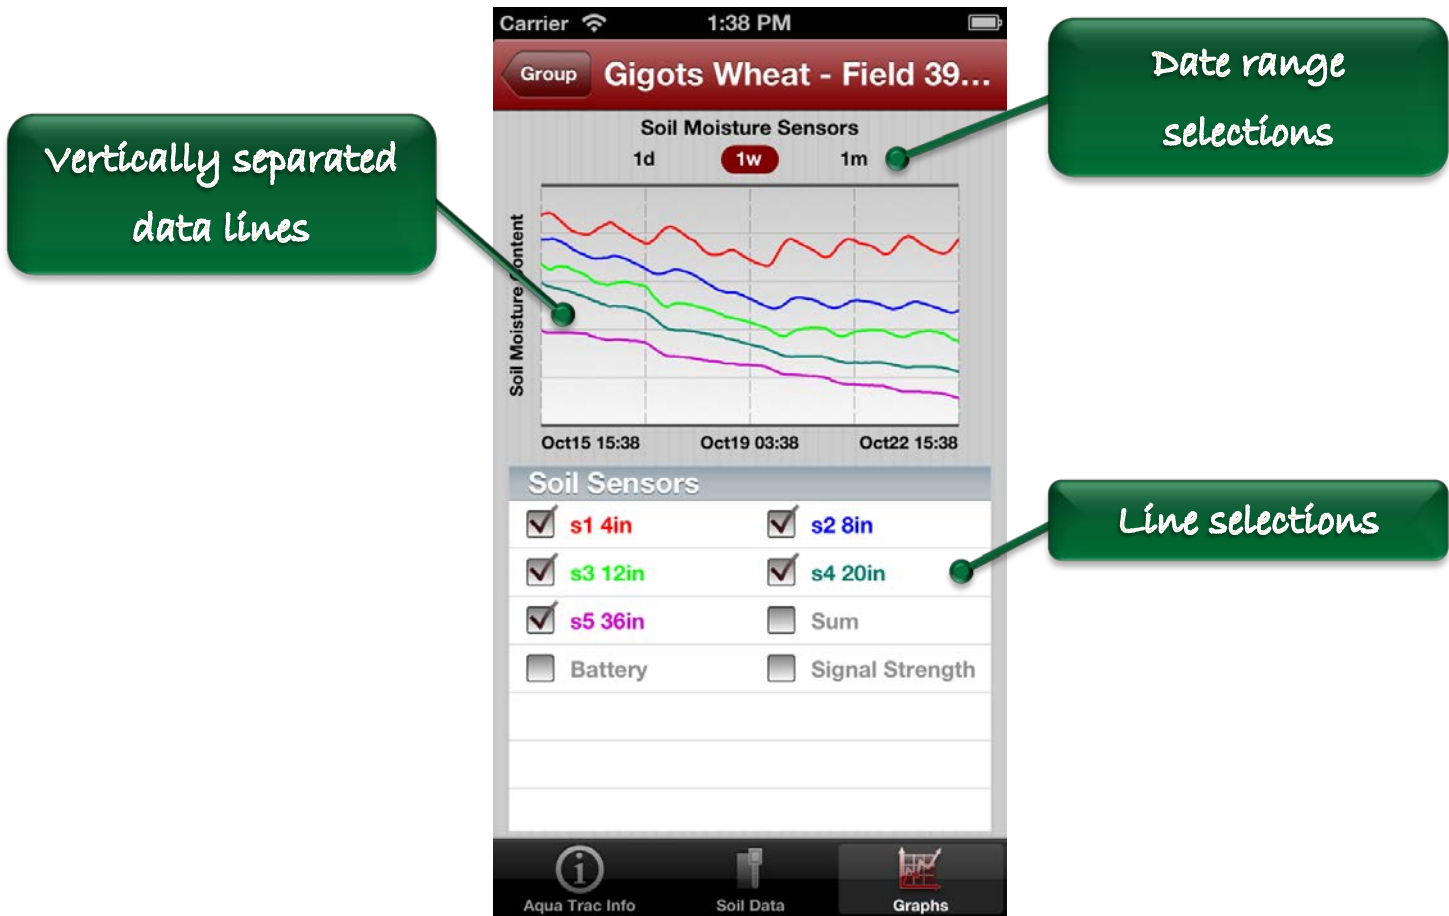 Carrier 1:38 PM
Group Gigots Wheat - Field 39...
Date range
selections
Vertically separated
data lines
Soil Moisture Sensors
1d 1w 1m
Soil Moisture Content
Oct15 15:38 Oct19 03:38 Oct22 15:38
Soil Sensors
s1 4in s2 8in
s3 12in s4 20in
s5 36in Sum
Battery Signal Strength
Line selections
Aqua Trac Info Soil Data Graphs